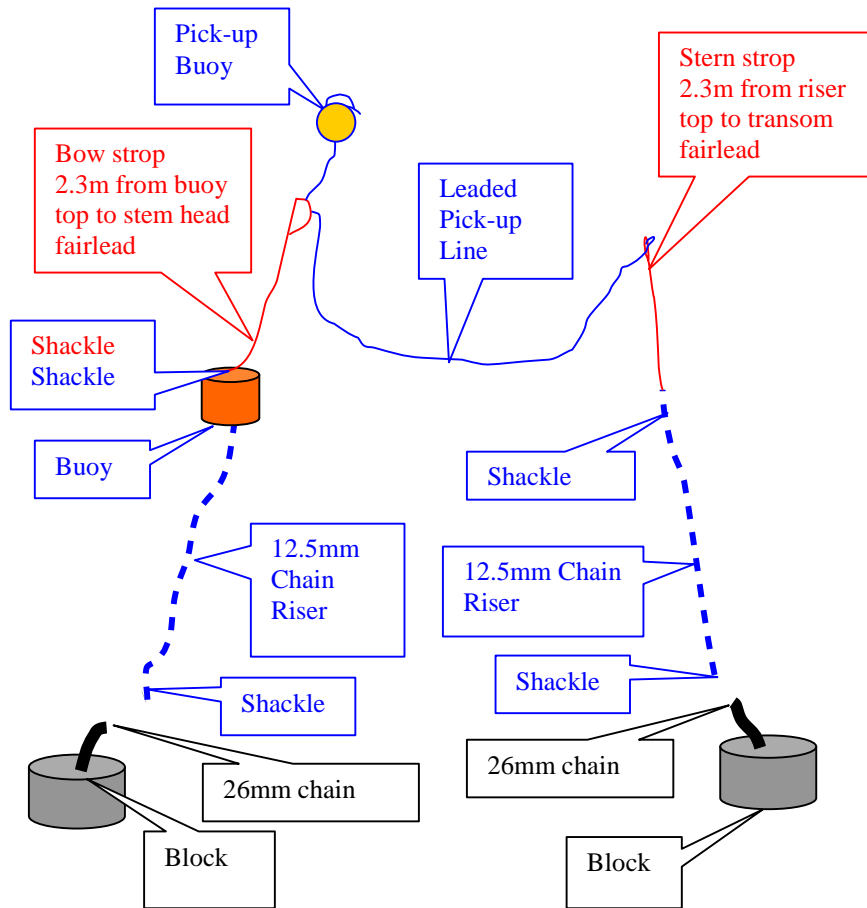 Pick-up
Buoy
Stern strop
2.3m from riser
top to transom
fairlead
Bow strop
2.3m from buoy
top to stem head
fairlead
Leaded
Pick-up
Line
Shackle
Shackle
Buoy
Shackle
12.5mm
Chain
Riser
12.5mm Chain
Riser
Shackle
Shackle
26mm chain
26mm chain
Block
Block